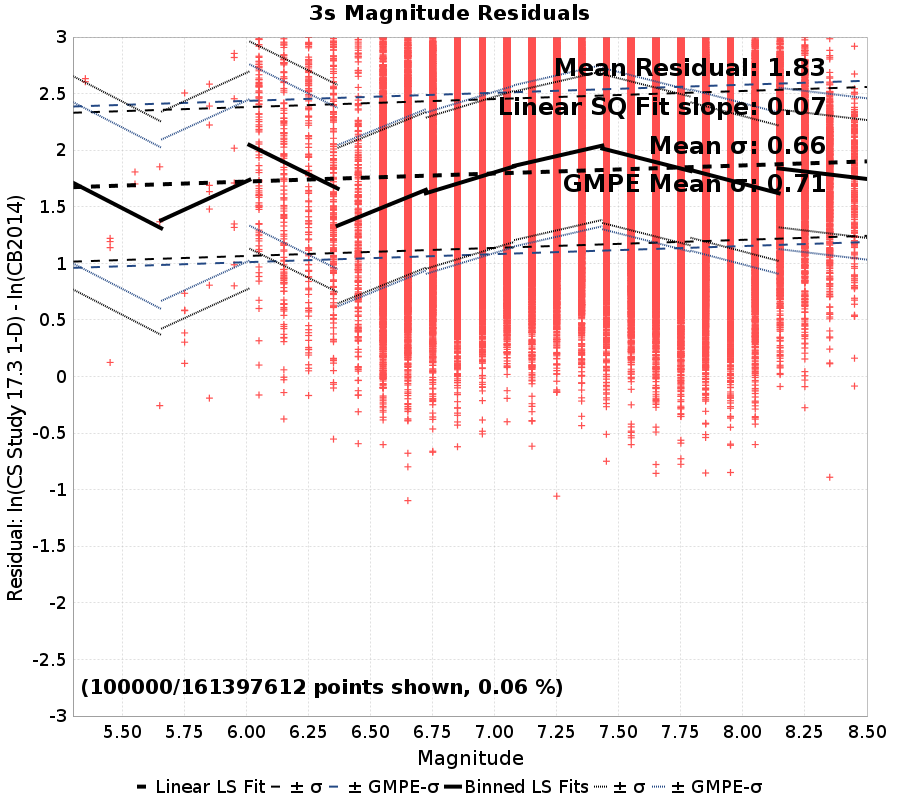 3s Magnitude Residuals
Mean Residual: 1.83
Linear SQ Fit slope: 0.07
Mean σ: 0.66
GMPE Mean σ: 0.71
Residual: ln(CS Study 17.3 1-D) - ln(CB2014)
3
2.5
2
1.5
1
0.5
0
-0.5
-1
-1.5
-2
-2.5
-3
(100000/161397612 points shown, 0.06 %)
5.50 5.75 6.00 6.25 6.50 6.75 7.00 7.25 7.50 7.75 8.00 8.25 8.50
Magnitude
Linear LS Fit ± σ ± GMPE-σ Binned LS Fits ± σ ± GMPE-σ